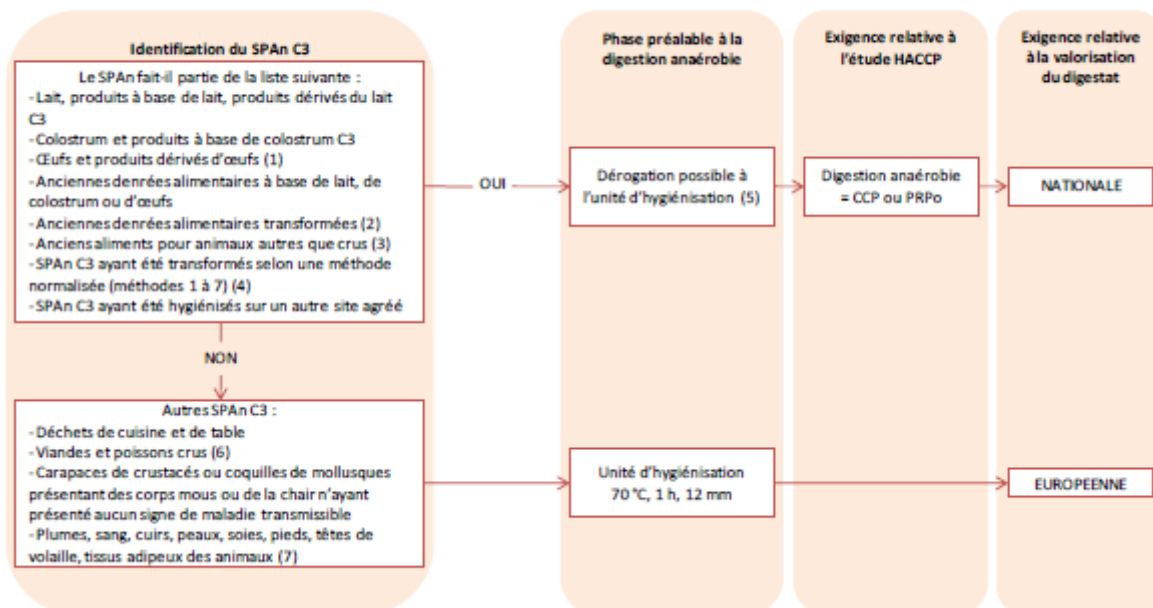 Identification du SPAn C3
Le SPAn fait-il partie de la liste suivante :
- Lait, produits à base de lait, produits dérivés du lait
C3
- Colostrum et produits à base de colostrum C3
- Œufs et produits dérivés d'œufs (1)
- Anciennes denrées alimentaires à base de lait, de
colostrum ou d'œufs
- Anciennes denrées alimentaires transformées (2)
- Anciens aliments pour animaux autres que crus (3)
- SPAn C3 ayant été transformés selon une méthode
normalisée (méthodes 1 à 7) (4)
- SPAn C3 ayant été hygiénisés sur un autre site agréé
OUI
NON
Autres SPAn C3 :
- Déchets de cuisine et de table
- Viandes et poissons crus (6)
- Carapaces de crustacés ou coquilles de mollusques
présentant des corps mous ou de la chair n'ayant
présenté aucun signe de maladie transmissible
- Plumes, sang, cuirs, peaux, soies, pieds, têtes de
volaille, tissus adipeux des animaux (7)
Phase préalable à la
digestion anaérobie
Dérogation possible à
l'unité d'hygiénisation (5)
Unité d'hygiénisation
70 °C, 1 h, 12 mm
Exigence relative à
l'étude HACCP
Digestion anaérobie
= CCP ou PRPo
Exigence relative
à la valorisation
du digestat
NATIONALE
EUROPEENNE